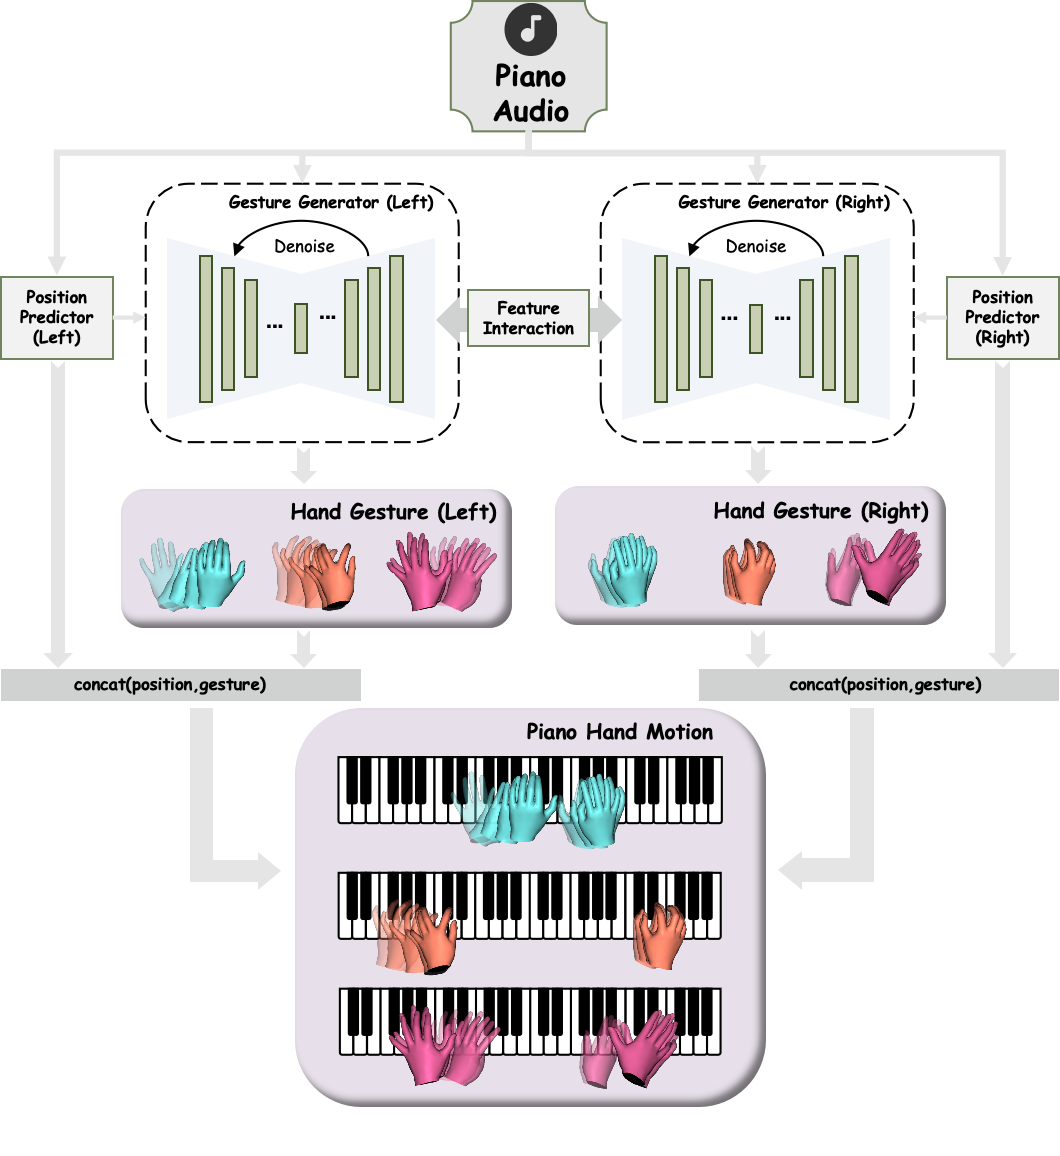 Piano
Audio
Gesture Generator (Left)
Denoise
...
...
Gesture Generator (Right)
Denoise
...
...
Position
Predictor
(Left)
Feature
Interaction
Position
Predictor
(Right)
Hand Gesture (Left)
Hand Gesture (Right)
concat(position,gesture)
concat(position,gesture)
Piano Hand Motion